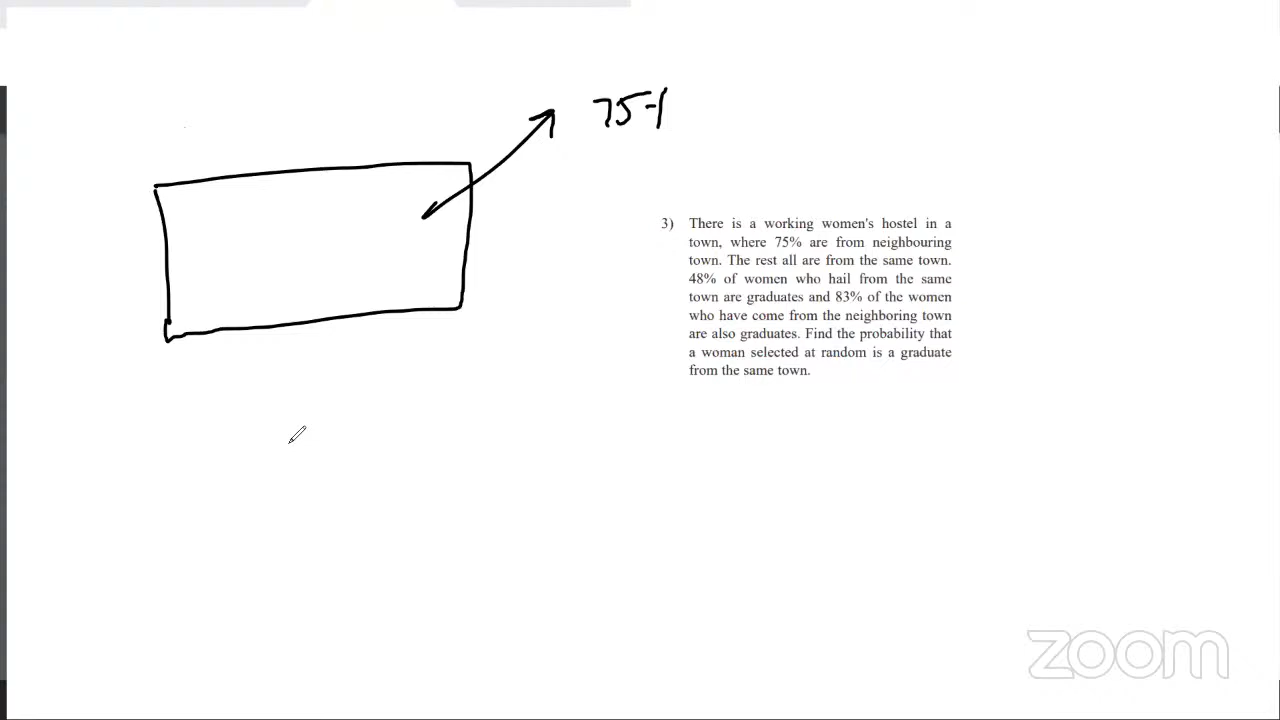 75%
3) There is a working women's hostel in a
town, where 75% are from neighbouring
town. The rest all are from the same town.
48% of women who hail from the same
town are graduates and 83% of the women
who have come from the neighboring town
are also graduates. Find the probability that
a woman selected at random is a graduate
from the same town.
zoom